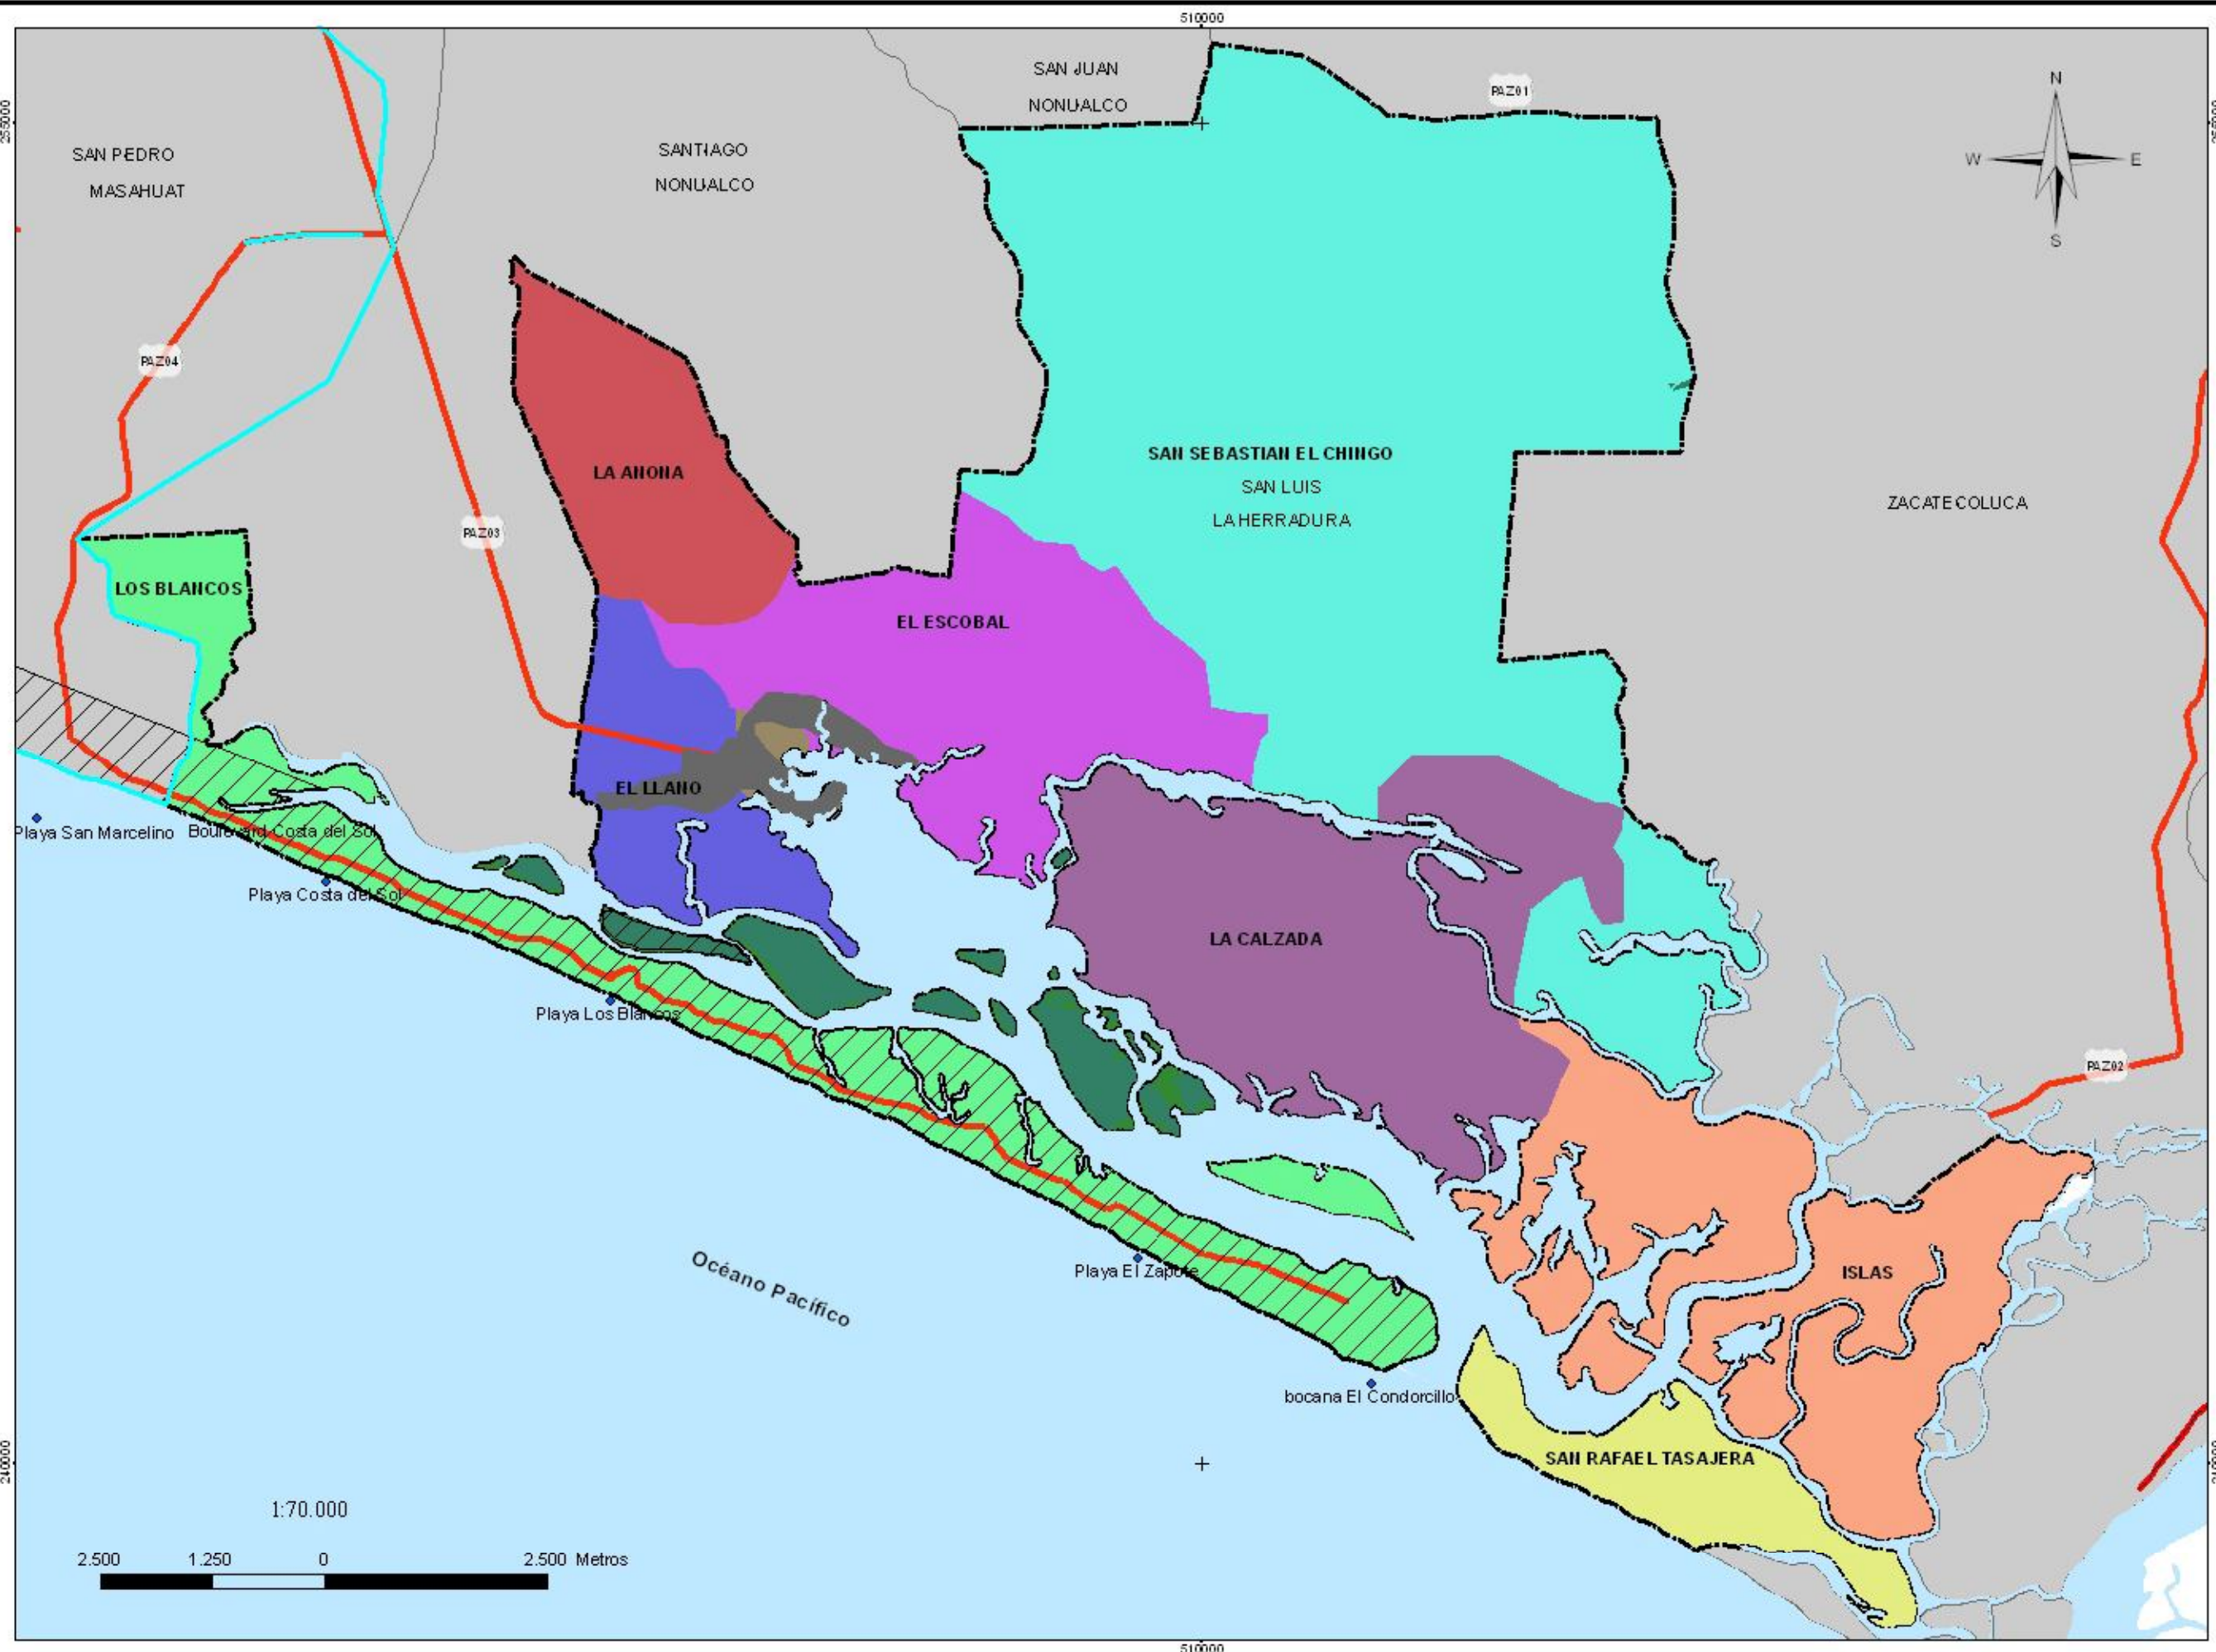 510000
SAN JUAN
NONUALCO
PAZ01
N
W
E
S
255000
SAN PEDRO
MASAHUAT
SANTIAGO
NONUALCO
PAZ04
LA ANONA
SAN SEBASTIAN EL CHINGO
SAN LUIS
LA HERRADURA
ZACATECOLUCA
PAZ03
LOS BLANCOS
EL ESCOBAL
EL LLANO
Playa San Marcelino
Boulevard Costa del Sol
Playa Costa del Sol
LA CALZADA
Playa Los Blancos
PAZ02
Océano Pacífico
Playa El Zapote
ISLAS
bocana El Condorcillo
SAN RAFAEL TASAJERA
240000
1:70.000
2.500 1.250 0 2.500 Metros
510000